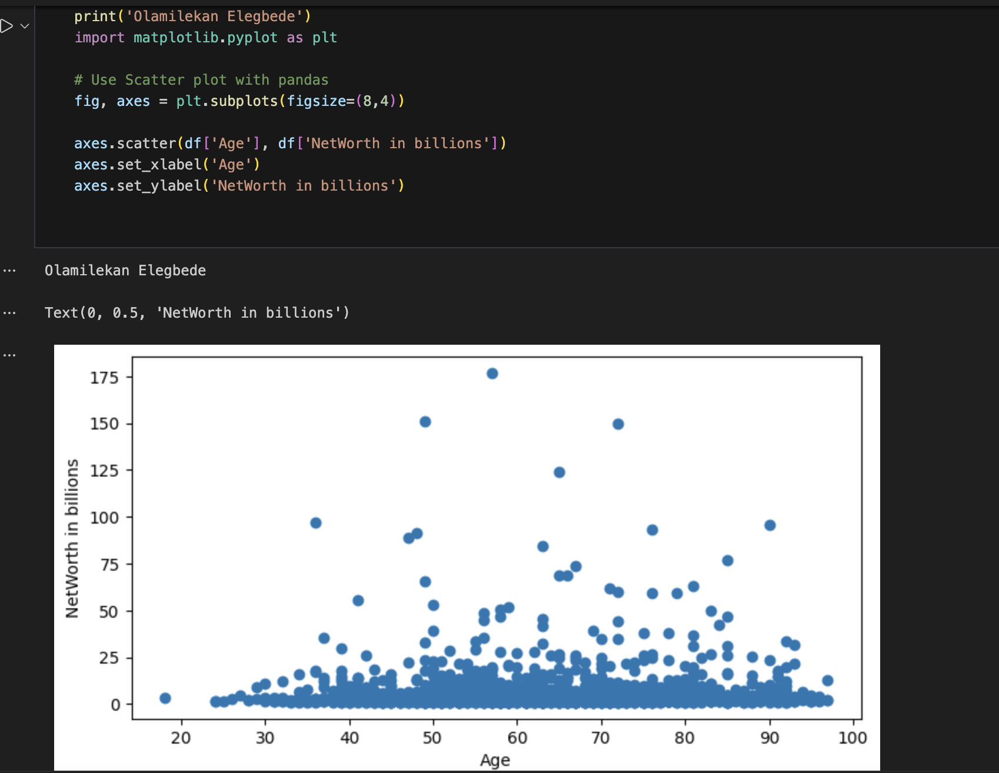 print('Olamilekan Elegbede')
import matplotlib.pyplot as plt
# Use Scatter plot with pandas
fig, axes = plt.subplots(figsize=(8,4))
axes.scatter(df['Age'], df['NetWorth in billions'])
axes.set_xlabel('Age')
axes.set_ylabel('NetWorth in billions')
Olamilekan Elegbede
Text(0, 0.5, 'NetWorth in billions')
175
150
125
100
75
50
25
0
NetWorth in billions
20 30 40 50 60 70 80 90 100
Age